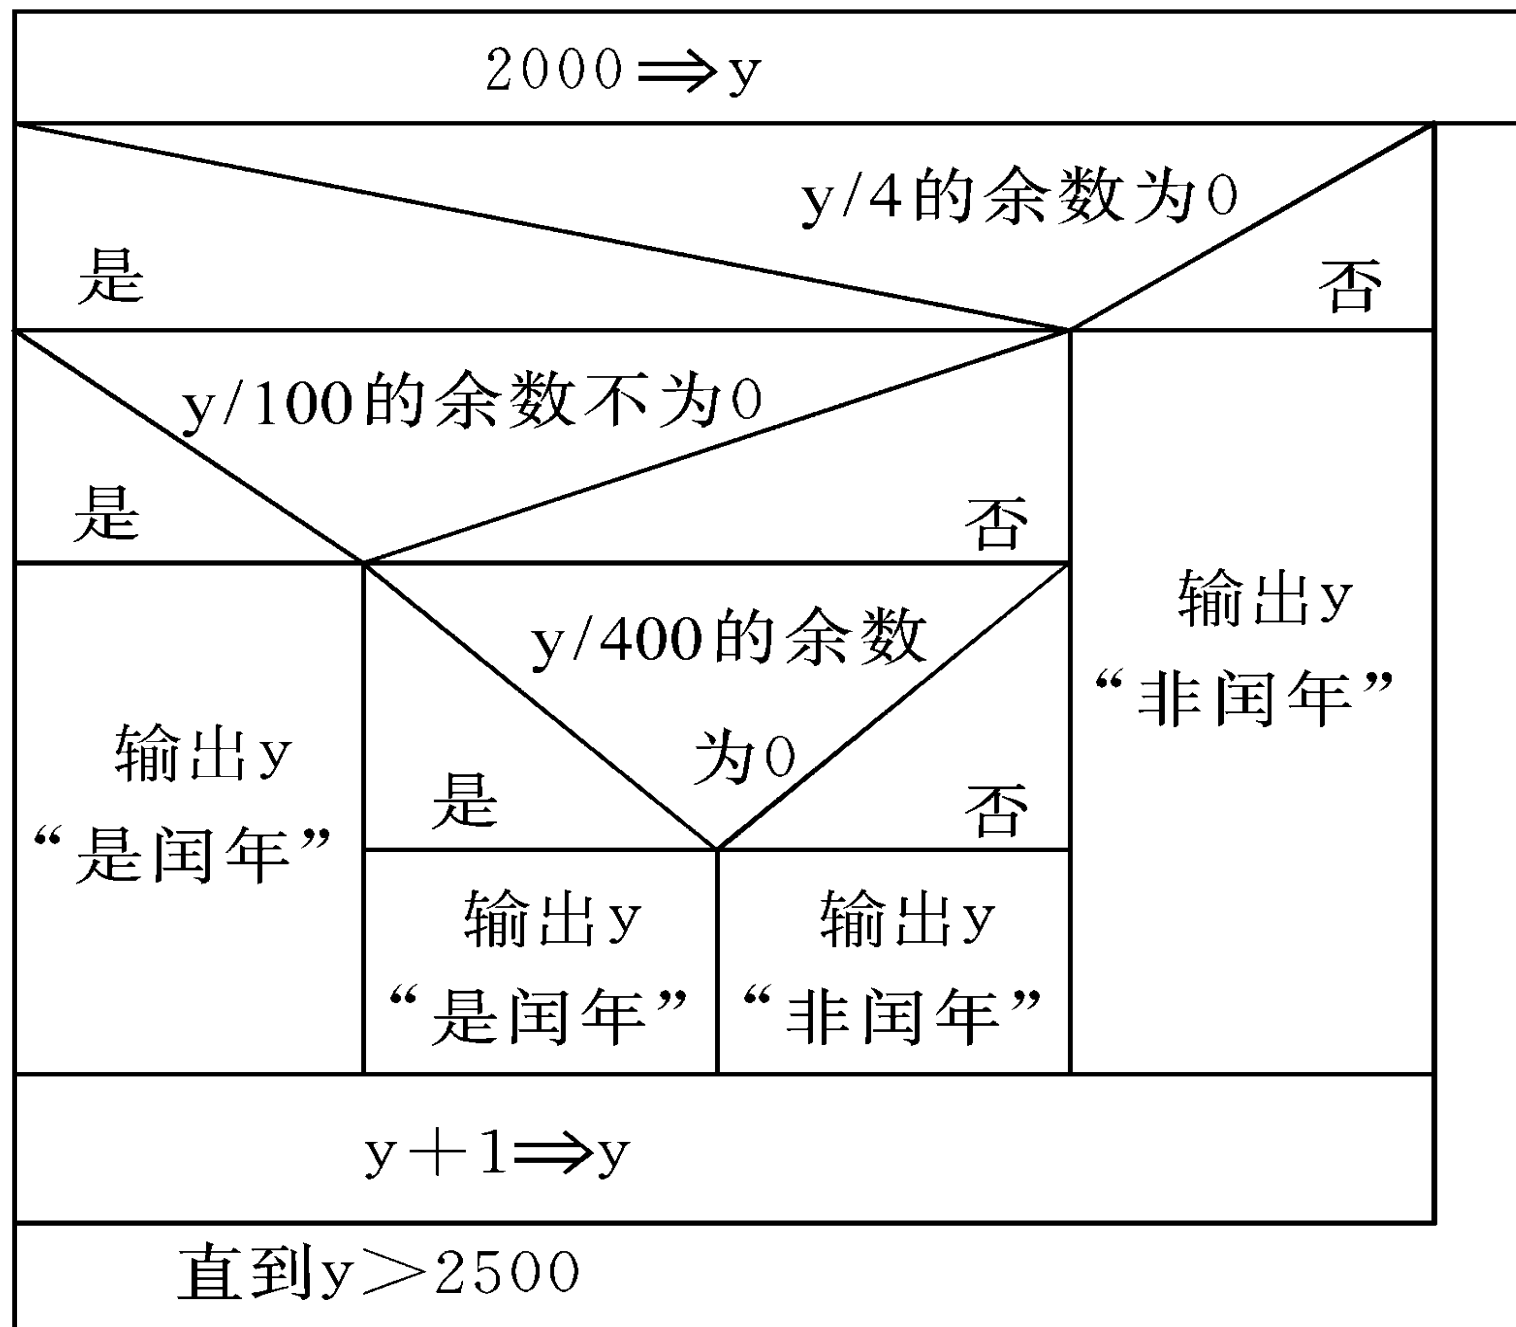 2000⇒y
y/4的余数为0
是
否
y/100的余数不为0
是
否
y/400的余数
为0
是
否
输出y
“是闰年”
输出y
“是闰年”
输出y
“非闰年”
输出y
“非闰年”
y+1⇒y
直到y>2500